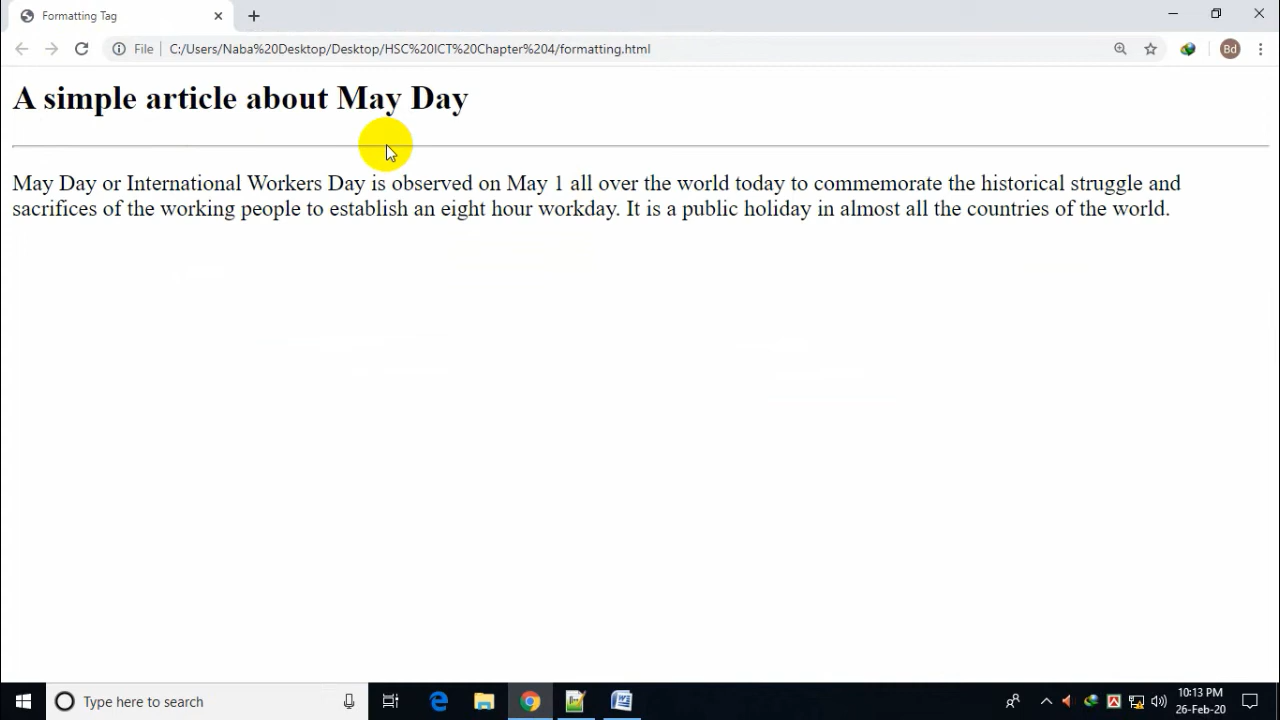 Formatting Tag
File
C:/Users/Naba%20Desktop/Desktop/HSC%20ICT%20Chapter%204/formatting.html
Bd
A simple article about May Day
May Day or International Workers Day is observed on May 1 all over the world today to commemorate the historical struggle and
sacrifices of the working people to establish an eight hour workday. It is a public holiday in almost all the countries of the world.
Type here to search
10:13 PM
26-Feb-20